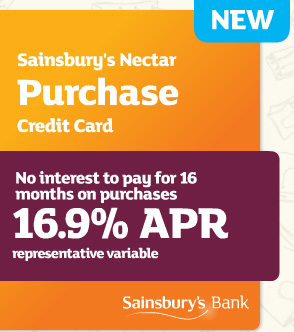 NEW
Sainsbury's Nectar
Purchase
Credit Card
No interest to pay for 16
months on purchases
16.9% APR
representative variable
Sainsbury's Bank